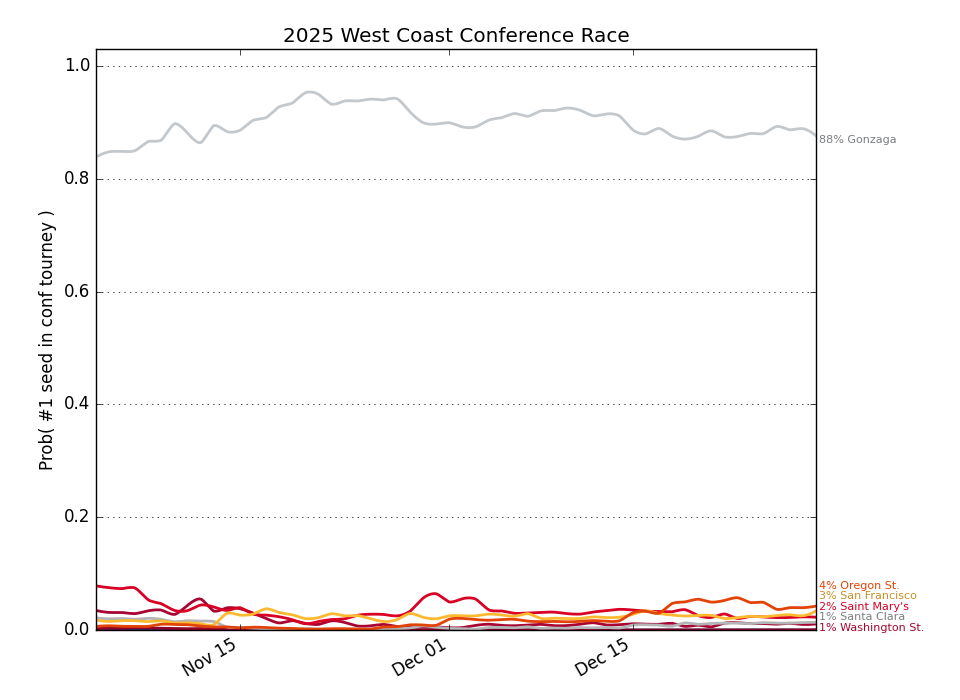 2025 West Coast Conference Race
Prob( #1 seed in conf tourney )
1.0
0.8
0.6
0.4
0.2
0.0
Nov 15
Dec 01
Dec 15
88% Gonzaga
4% Oregon St.
3% San Francisco
2% Saint Mary's
1% Santa Clara
1% Washington St.